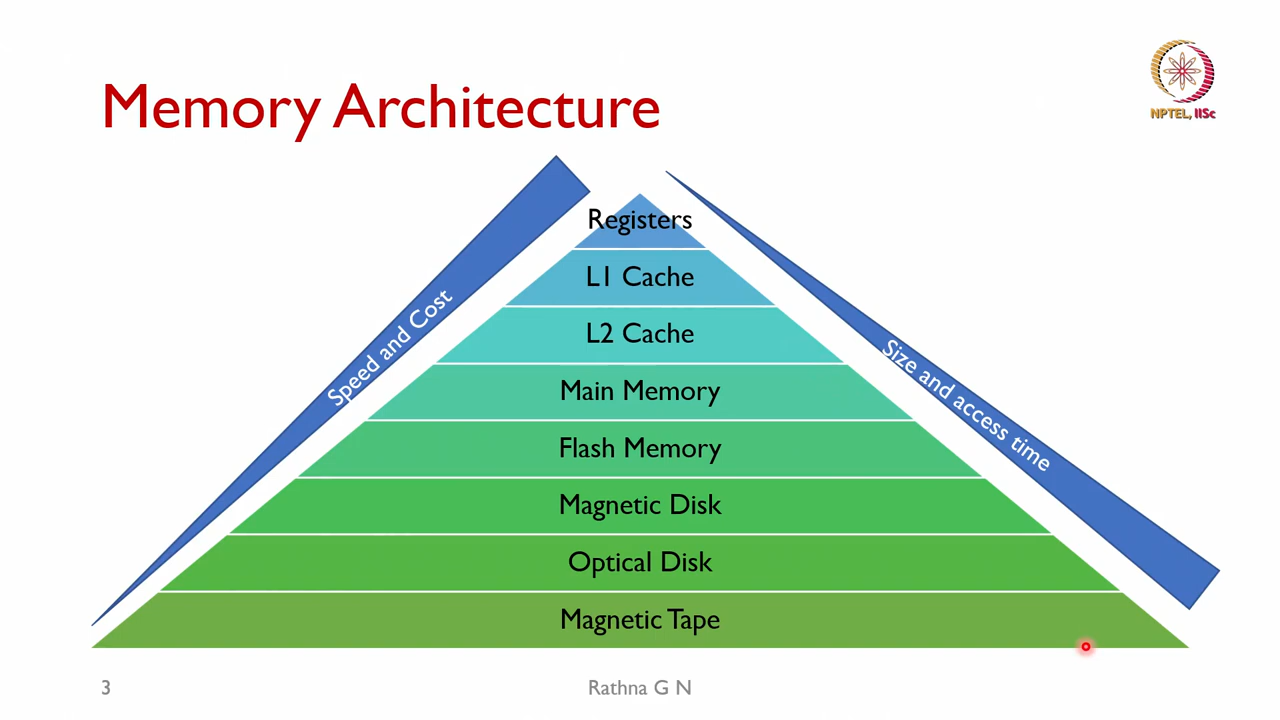 Memory Architecture
NPTEL, IISc
Registers
L1 Cache
L2 Cache
Main Memory
Flash Memory
Magnetic Disk
Optical Disk
Magnetic Tape
Speed and Cost
Size and access time
3
Rathna G N